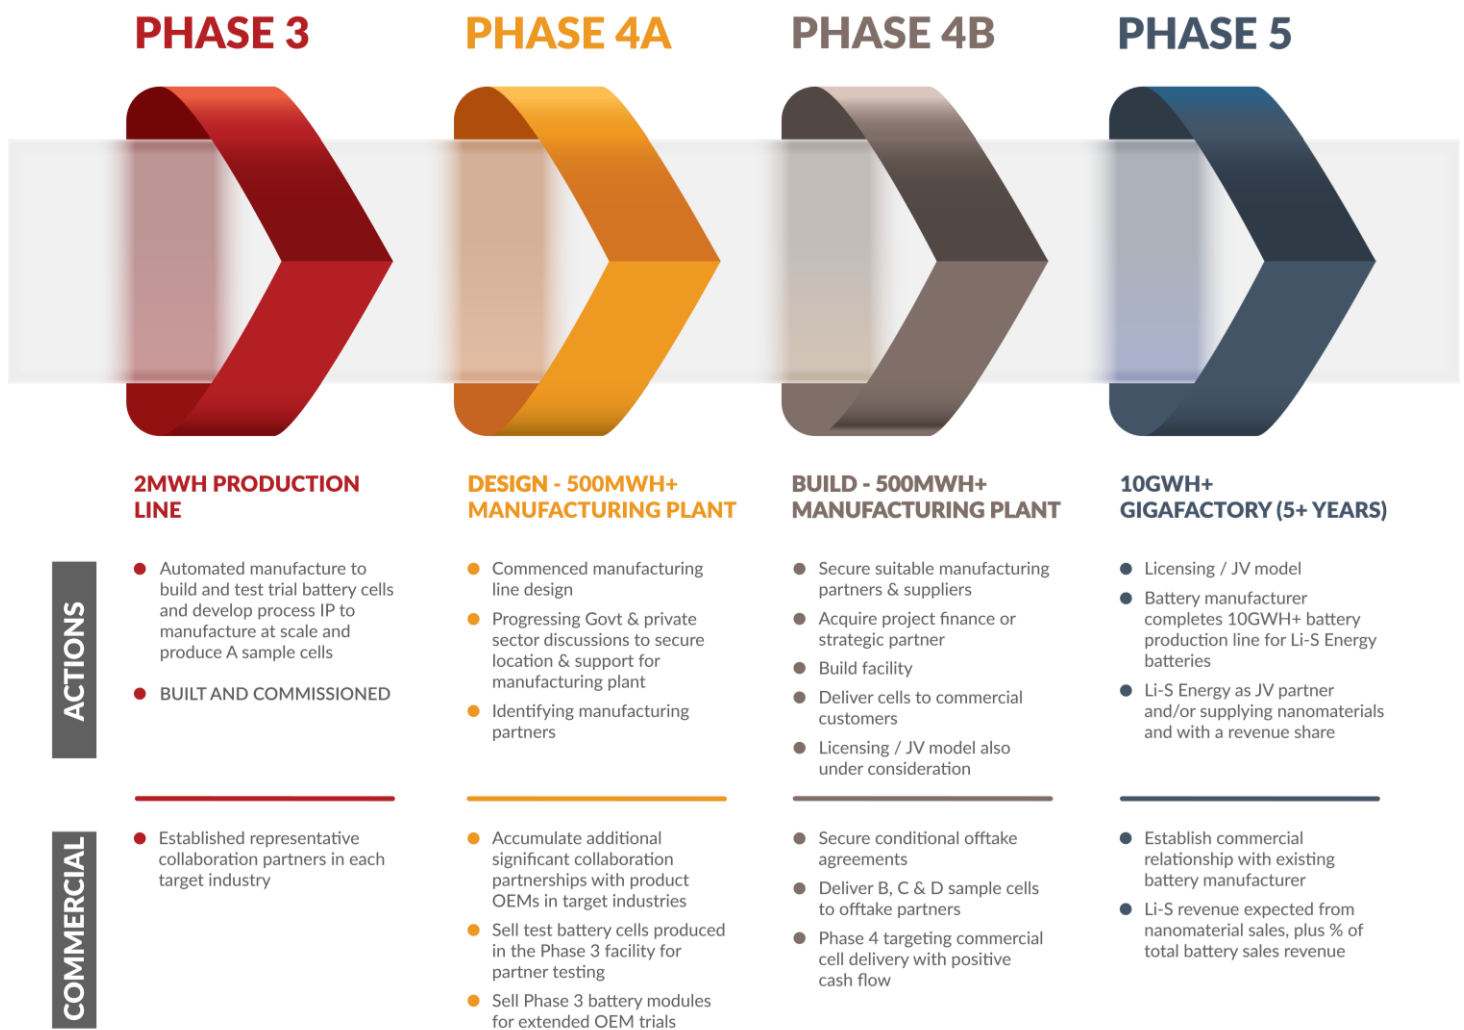 PHASE 3
PHASE 4A
PHASE 4B
PHASE 5
2MWH PRODUCTION
LINE
DESIGN - 500MWH+
MANUFACTURING PLANT
BUILD - 500MWH+
MANUFACTURING PLANT
10GWH+
GIGAFACTORY (5+ YEARS)
ACTIONS
Automated manufacture to
build and test trial battery cells
and develop process IP to
manufacture at scale and
produce A sample cells
BUILT AND COMMISSIONED
Commenced manufacturing
line design
Progressing Govt & private
sector discussions to secure
location & support for
manufacturing plant
Identifying manufacturing
partners
Secure suitable manufacturing
partners & suppliers
Acquire project finance or
strategic partner
Build facility
Deliver cells to commercial
customers
Licensing / JV model also
under consideration
Licensing / JV model
Battery manufacturer
completes 10GWH+ battery
production line for Li-S Energy
batteries
Li-S Energy as JV partner
and/or supplying nanomaterials
and with a revenue share
COMMERCIAL
Established representative
collaboration partners in each
target industry
Accumulate additional
significant collaboration
partnerships with product
OEMs in target industries
Sell test battery cells produced
in the Phase 3 facility for
partner testing
Sell Phase 3 battery modules
for extended OEM trials
Secure conditional offtake
agreements
Deliver B, C & D sample cells
to offtake partners
Phase 4 targeting commercial
cell delivery with positive
cash flow
Establish commercial
relationship with existing
battery manufacturer
Li-S revenue expected from
nanomaterial sales, plus % of
total battery sales revenue